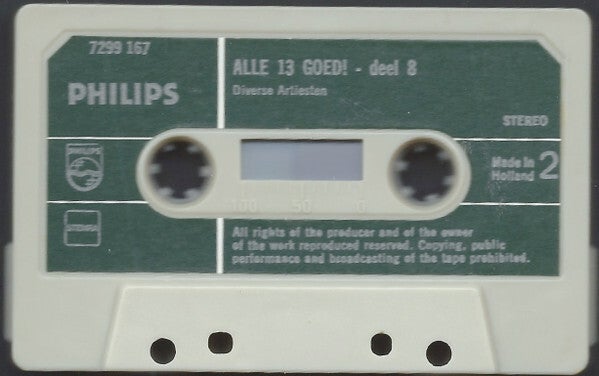 7299 167
ALLE 13 GOED! - deel 8
PHILIPS
Diverse Artiesten
STEREO
PHILIPS
Made in
Holland
2
STEMRA
100 50 0
All rights of the producer and of the owner
of the work reproduced reserved. Copying, public
performance and broadcasting of the tape prohibited.